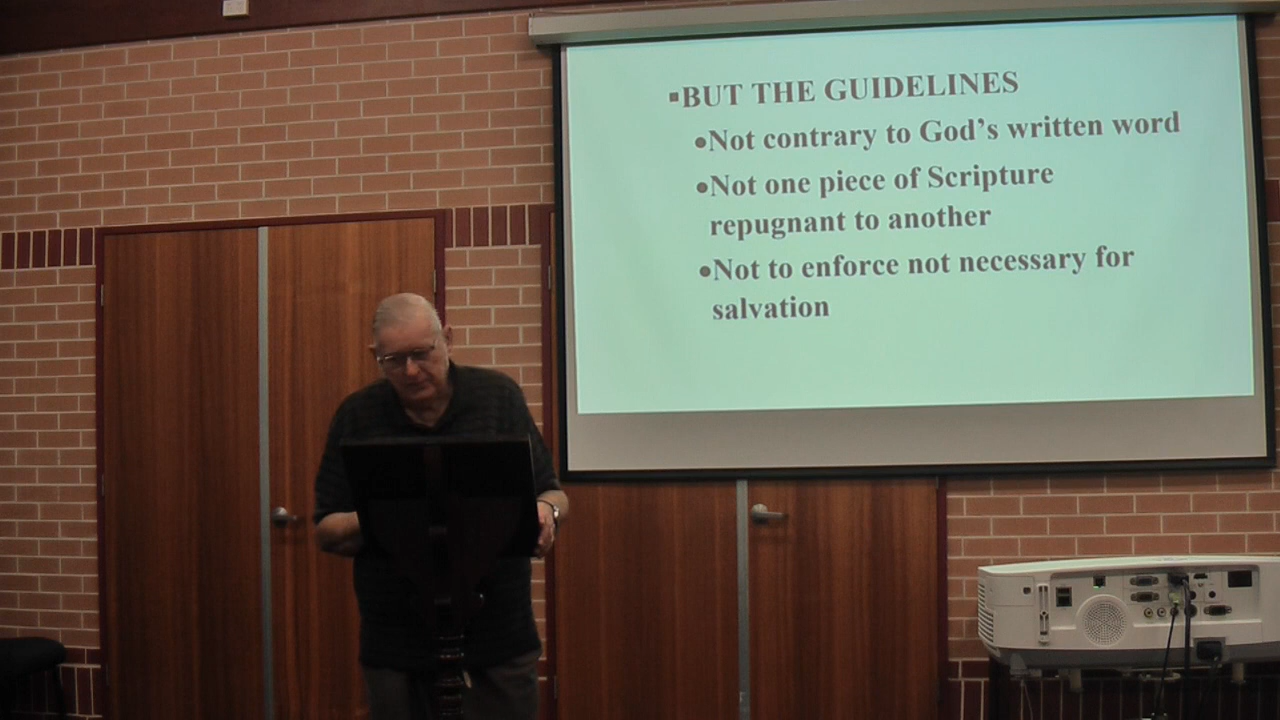 ▪BUT THE GUIDELINES
•Not contrary to God's written word
•Not one piece of Scripture
repugnant to another
•Not to enforce not necessary for
salvation